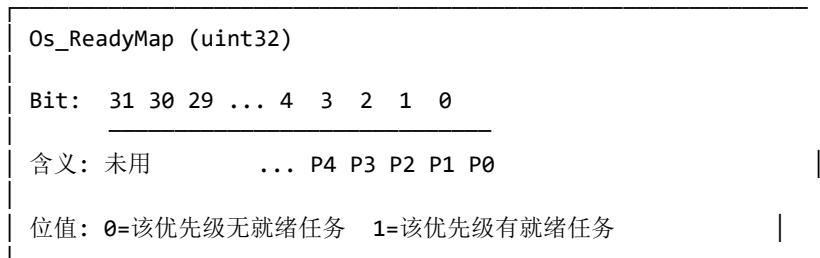 Os_ReadyMap (uint32)
Bit: 31 30 29 ... 4 3 2 1 0
含义: 未用 ... P4 P3 P2 P1 P0
位值: 0=该优先级无就绪任务 1=该优先级有就绪任务